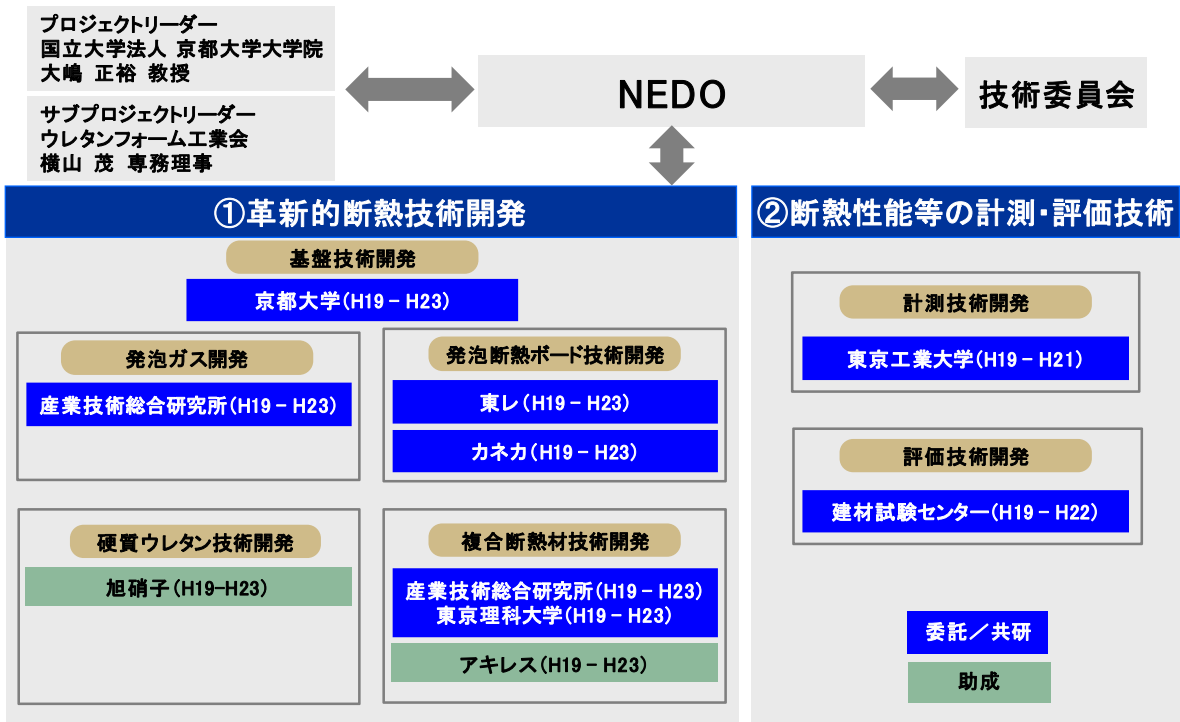 プロジェクトリーダー
国立大学法人 京都大学大学院
大嶋 正裕 教授
サブプロジェクトリーダー
ウレタンフォーム工業会
横山 茂 専務理事
NEDO
技術委員会
①革新的断熱技術開発
基盤技術開発
京都大学(H19－H23)
発泡ガス開発
産業技術総合研究所(H19－H23)
発泡断熱ボード技術開発
東レ(H19－H23)
カネカ(H19－H23)
硬質ウレタン技術開発
旭硝子(H19-H23)
複合断熱材技術開発
産業技術総合研究所(H19－H23)
東京理科大学(H19－H23)
アキレス(H19－H23)
②断熱性能等の計測・評価技術
計測技術開発
東京工業大学(H19－H21)
評価技術開発
建材試験センター(H19－H22)
委託／共研
助成